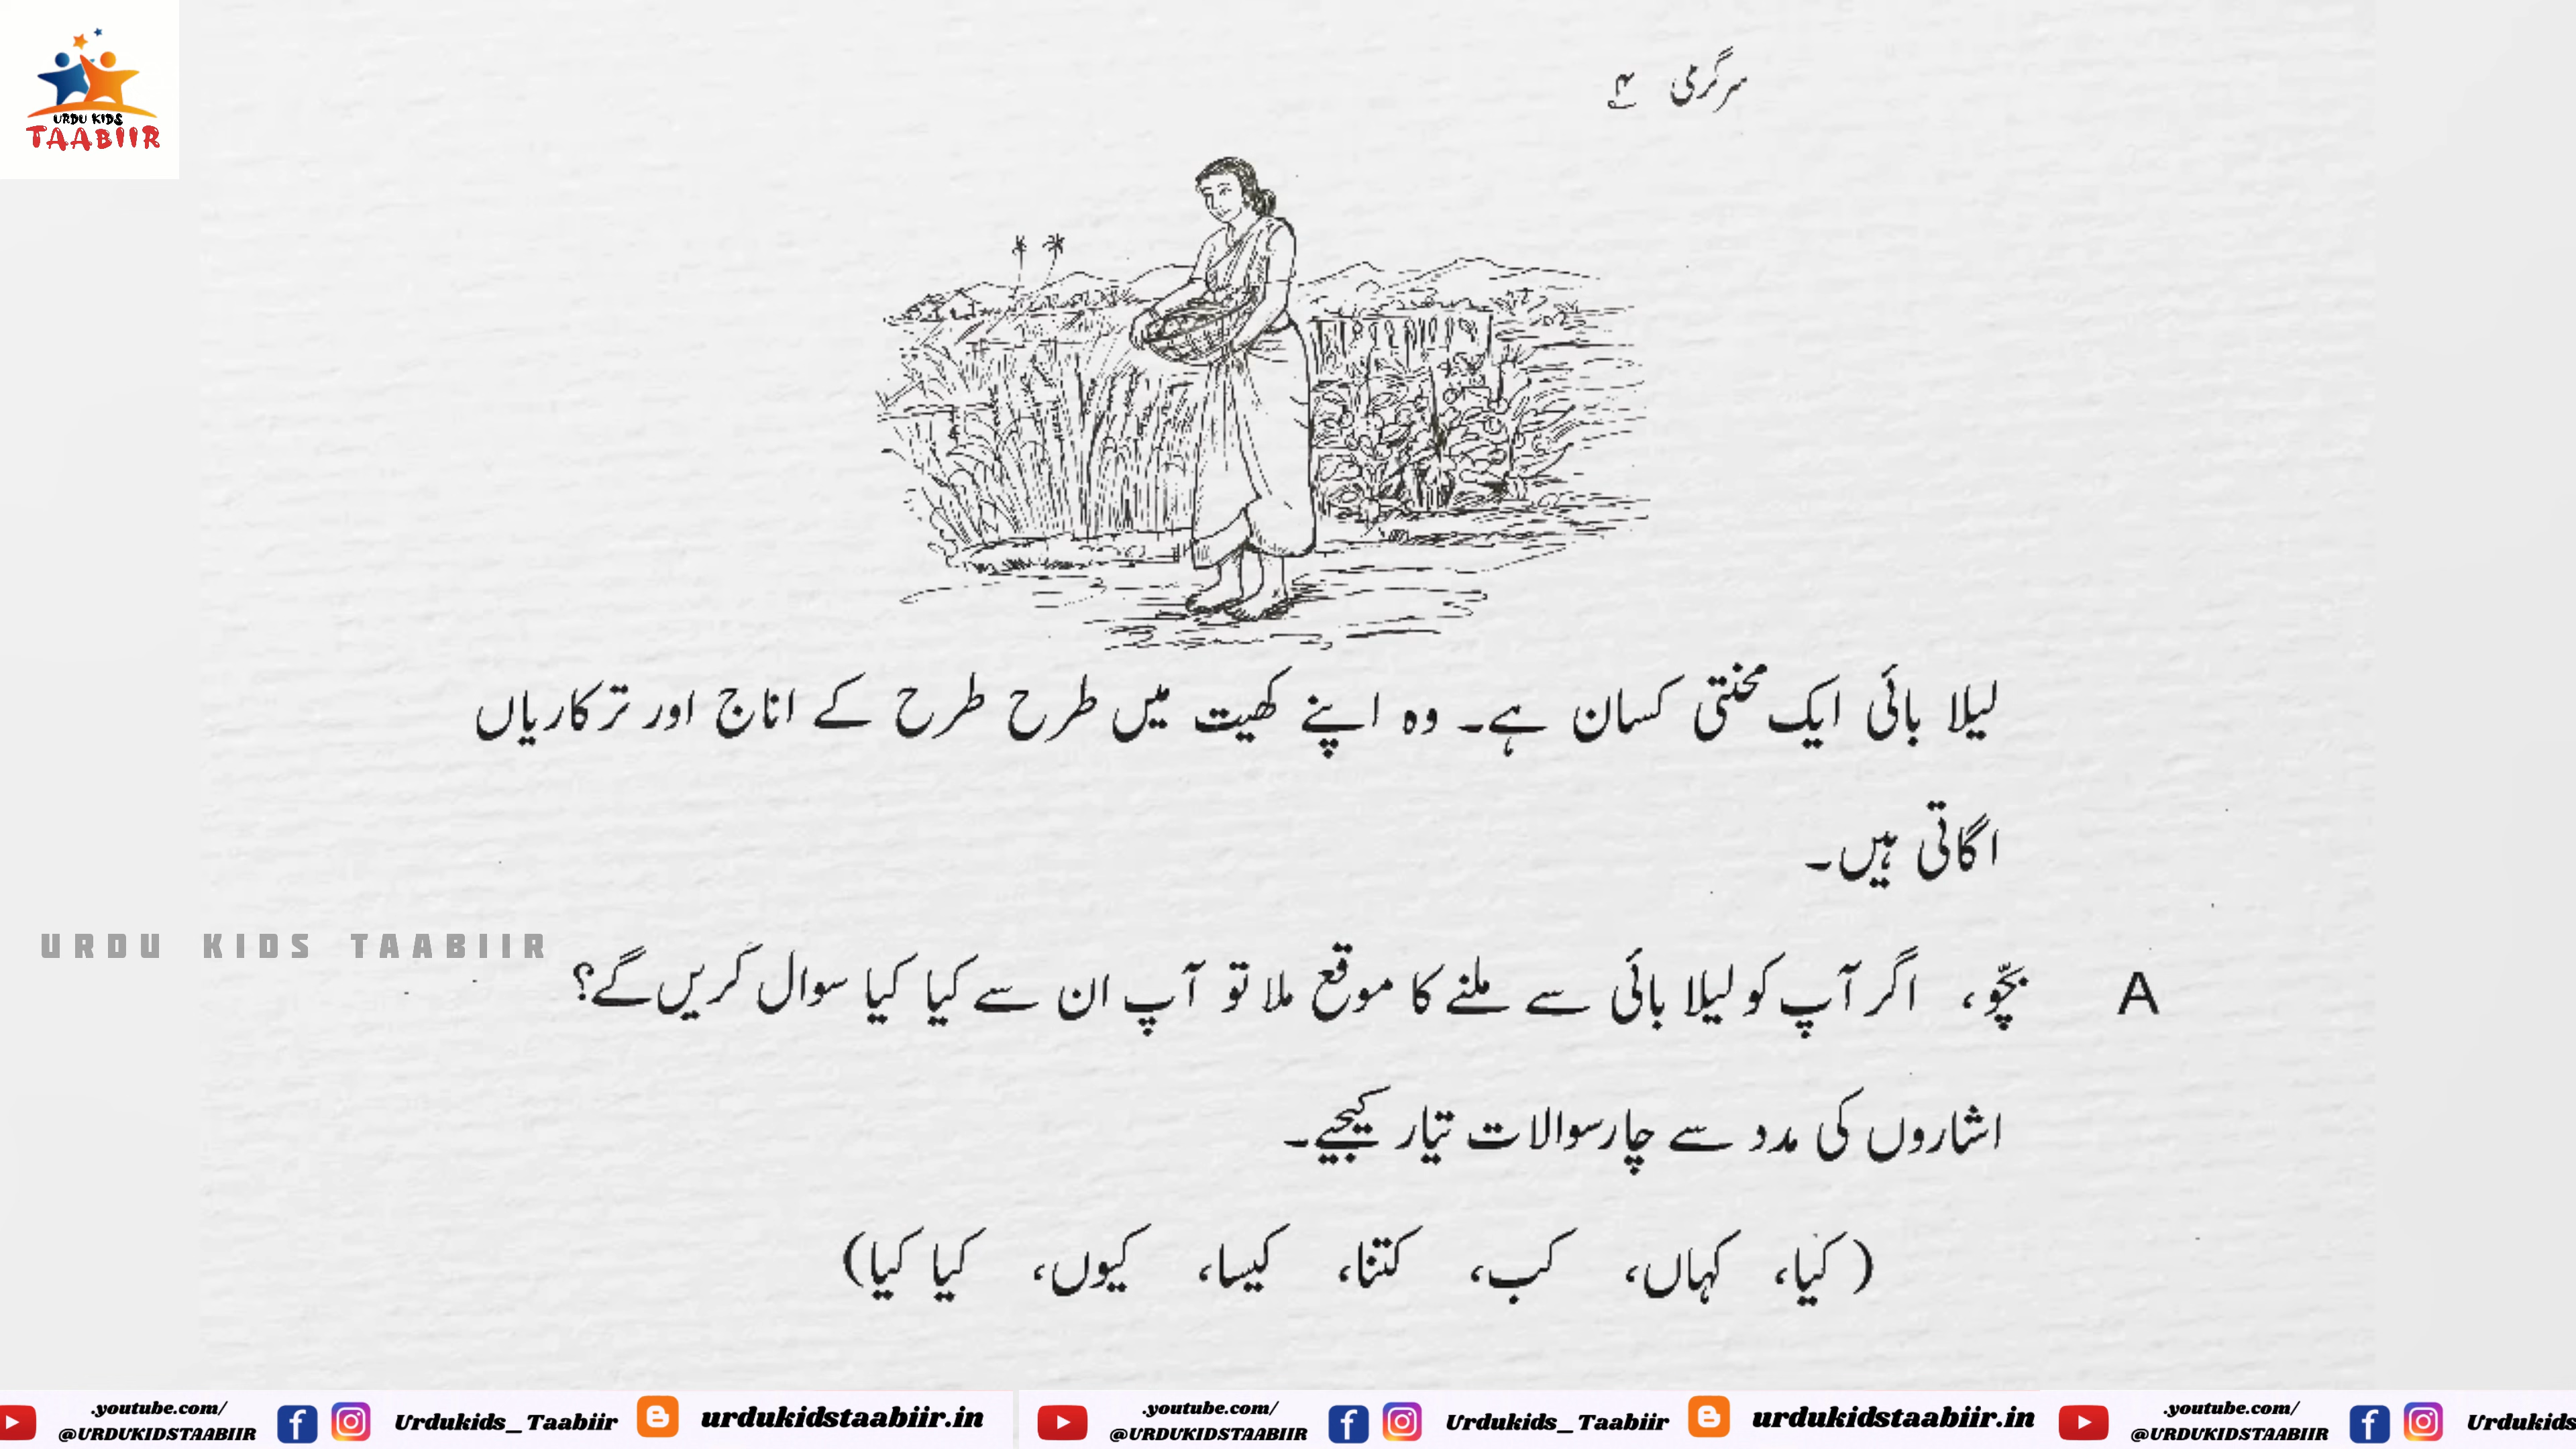 URDU KIDS
TAABIIR
سرگرمی ۴
لیلا بائی ایک محنتی کسان ہے۔ وہ اپنے کھیت میں طرح طرح کے اناج اور ترکاریاں
اگاتی ہیں۔
A بچّو، اگر آپ کو لیلا بائی سے ملنے کا موقع ملا تو آپ ان سے کیا کیا سوال کریں گے؟
URDU KIDS TAABIIR
اشاروں کی مدد سے چار سوالات تیار کیجیے۔
(کیا، کہاں، کب، کتنا، کیسا، کیوں، کیا کیا)
.youtube.com/
@URDUKIDSTAABIIR
Urdukids_Taabiir
urdukidstaabiir.in
.youtube.com/
@URDUKIDSTAABIIR
Urdukids_Taabiir
urdukidstaabiir.in
.youtube.com/
@URDUKIDSTAABIIR
Urdukids